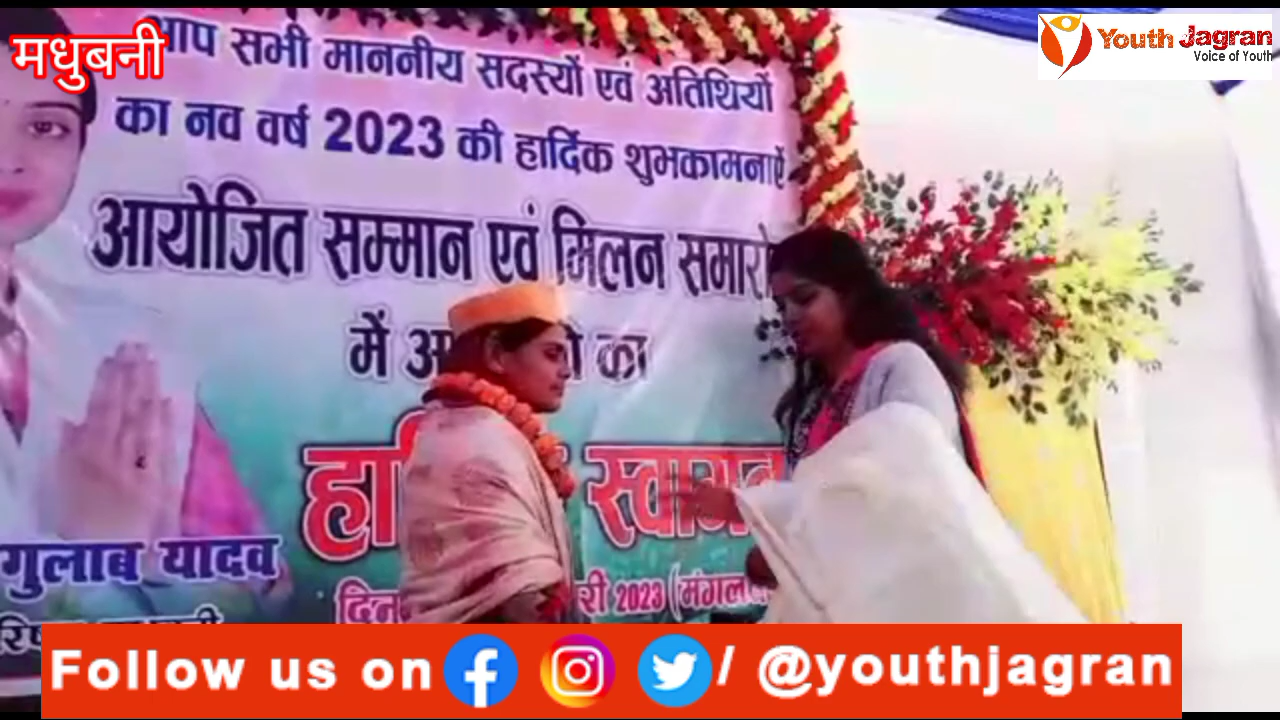 मधुबनी
Youth Jagran
Voice of Youth
आप सभी माननीय सदस्यों एवं अतिथियों
का नव वर्ष 2023 की हार्दिक शुभकामनाऐं
आयोजित सम्मान एवं मिलन
में का
स्वागत
गुलाब यादव
2023
Follow us on / @youthjagran